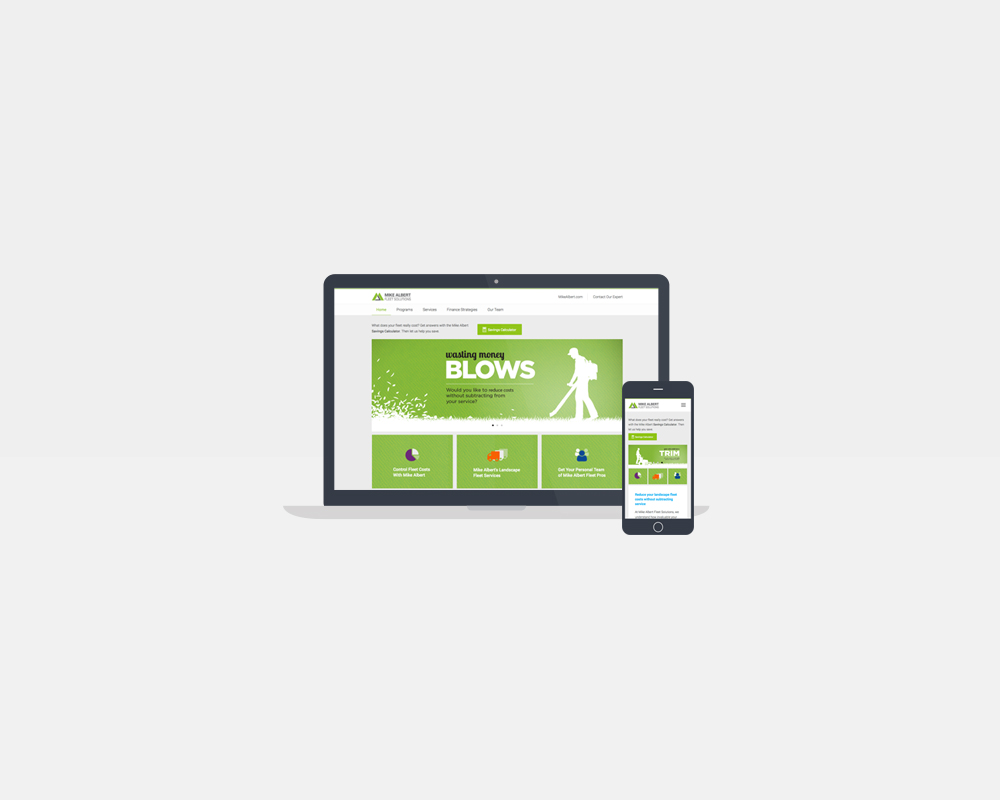 MIKE ALBERT
FLEET SOLUTIONS
MikeAlbert.com Contact Our Expert
Home Programs Services Finance Strategies Our Team
What does your fleet really cost? Get answers with the Mike Albert
Savings Calculator. Then let us help you save.
Savings Calculator
wasting money
BLOWS
Would you like to reduce costs
without subtracting from
your service?
Control Fleet Costs
With Mike Albert
Mike Albert's Landscape
Fleet Services
Get Your Personal Team
of Mike Albert Fleet Pros
MIKE ALBERT
FLEET SOLUTIONS
What does your fleet really cost? Get answers
with the Mike Albert Savings Calculator. Then
let us help you save.
Savings Calculator
TRIM
Reduce your landscape fleet
costs without subtracting
service.
At Mike Albert Fleet Solutions, we